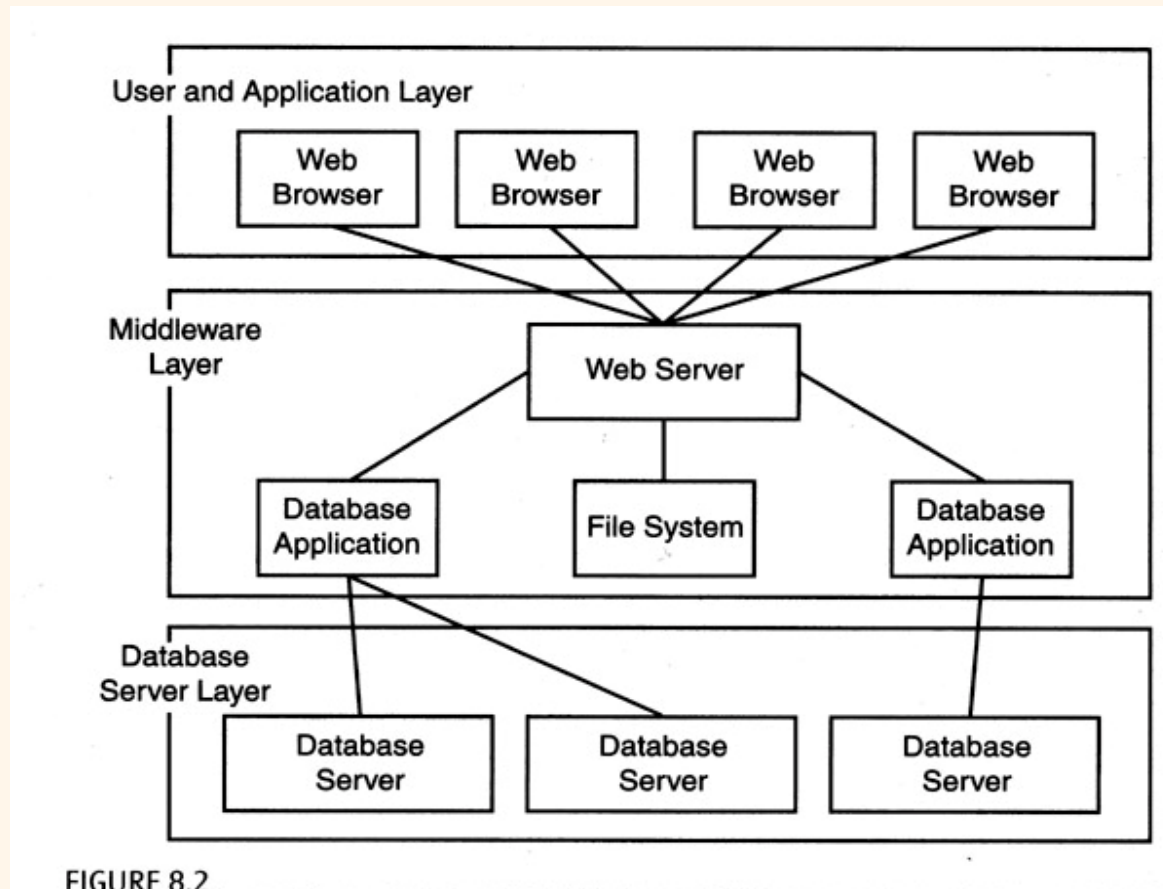 User and Application Layer
Web
Browser
Web
Browser
Web
Browser
Web
Browser
Middleware
Layer
Web Server
Database
Application
File System
Database
Application
Database
Server Layer
Database
Server
Database
Server
Database
Server
FIGURE 8.2